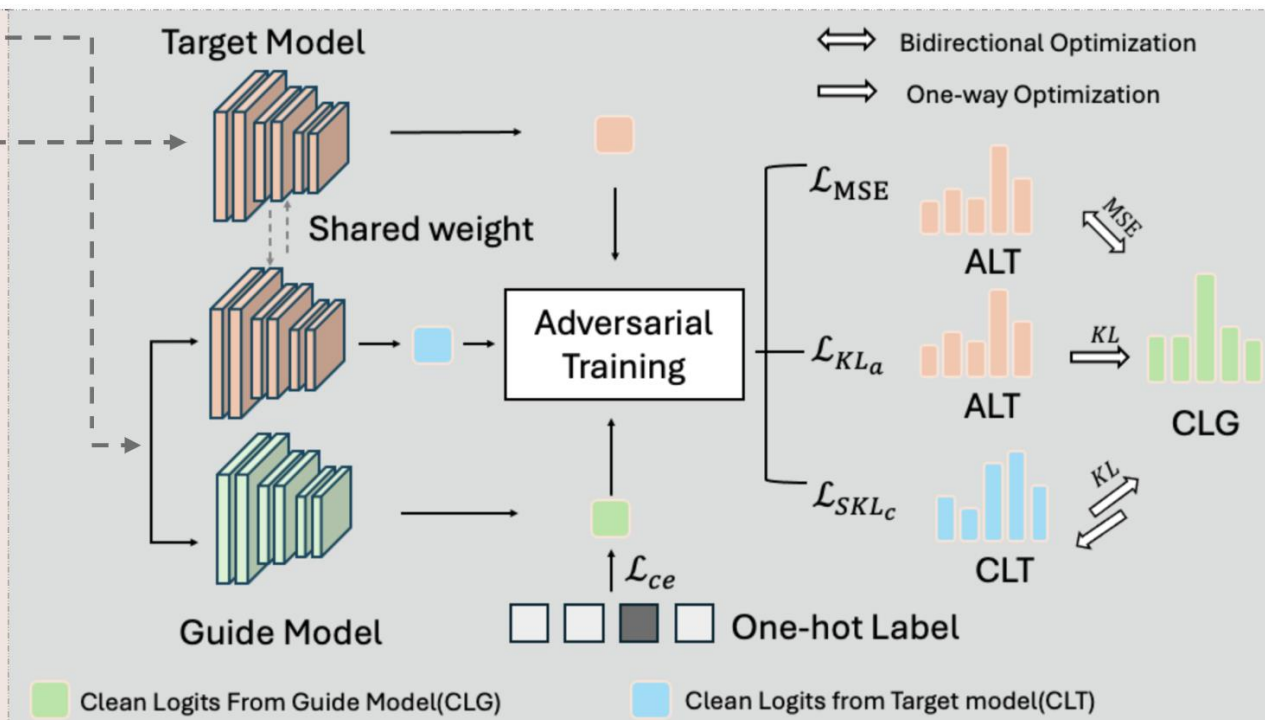 Target Model
Bidirectional Optimization
One-way Optimization
Shared weight
Adversarial
Training
ℒMSE
ALT
MSE
ℒKLa
ALT
KL
CLG
ℒSKLc
CLT
KL
ℒce
Guide Model
One-hot Label
Clean Logits From Guide Model(CLG)
Clean Logits from Target model(CLT)